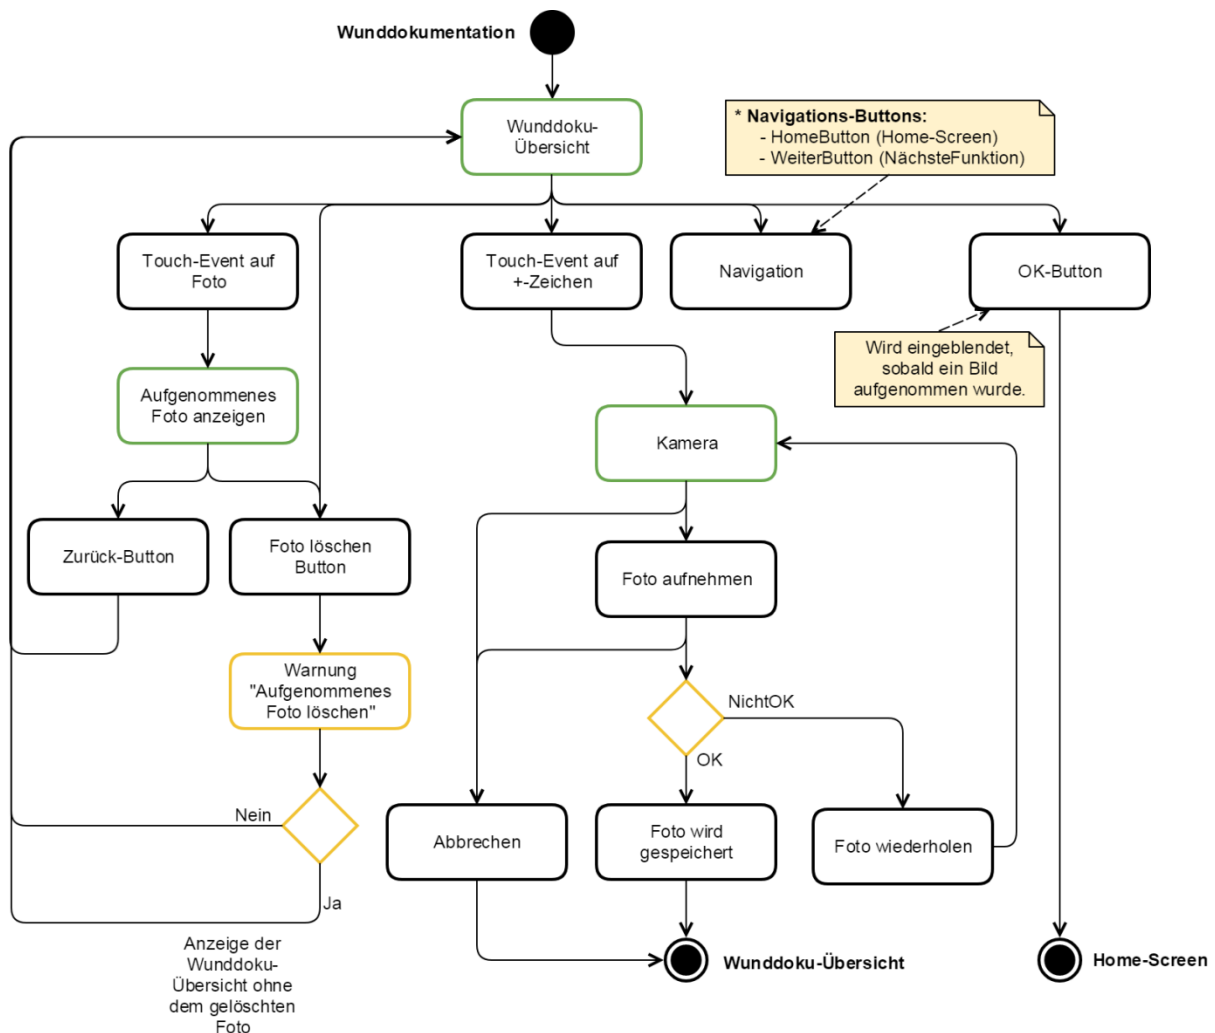 Wunddokumentation
Wunddoku-
Übersicht
* Navigations-Buttons:
- HomeButton (Home-Screen)
- WeiterButton (NächsteFunktion)
Touch-Event auf
Foto
Touch-Event auf
+-Zeichen
Navigation
OK-Button
Wird eingeblendet,
sobald ein Bild
aufgenommen wurde.
Aufgenommenes
Foto anzeigen
Kamera
Zurück-Button
Foto löschen
Button
Foto aufnehmen
Warnung
"Aufgenommenes
Foto löschen"
NichtOK
OK
Nein
Abbrechen
Foto wird
gespeichert
Foto wiederholen
Ja
Anzeige der
Wunddoku-
Übersicht ohne
dem gelöschten
Foto
Wunddoku-Übersicht
Home-Screen